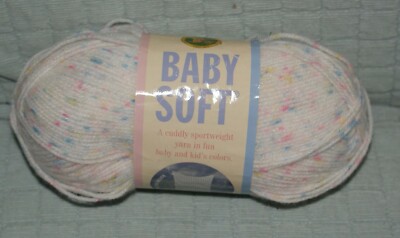 BABY
SOFT®
A cuddly sportweight
yarn in fun
baby and kid's colors.